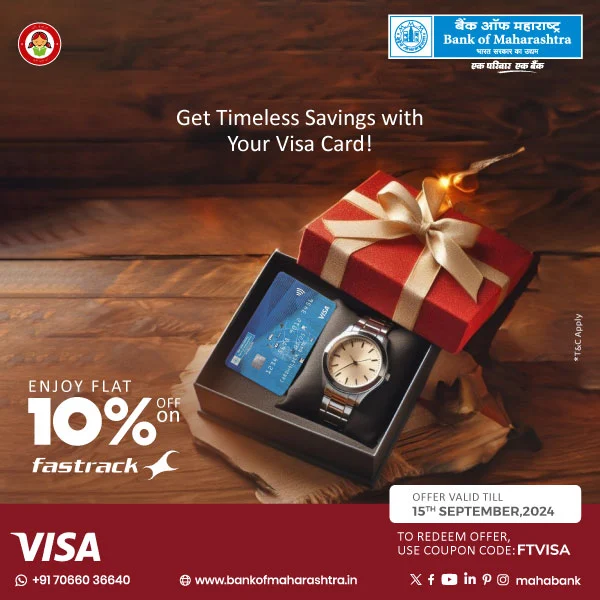 बैंक ऑफ महाराष्ट्र
Bank of Maharashtra
भारत सरकार का उद्यम
एक परिवार एक बैंक
Get Timeless Savings with
Your Visa Card!
VISA
*T&C Apply
ENJOY FLAT
10% OFF on
fastrack
OFFER VALID TILL
15TH SEPTEMBER,2024
VISA
TO REDEEM OFFER,
USE COUPON CODE: FTVISA
+91 70660 36640
www.bankofmaharashtra.in
mahabank